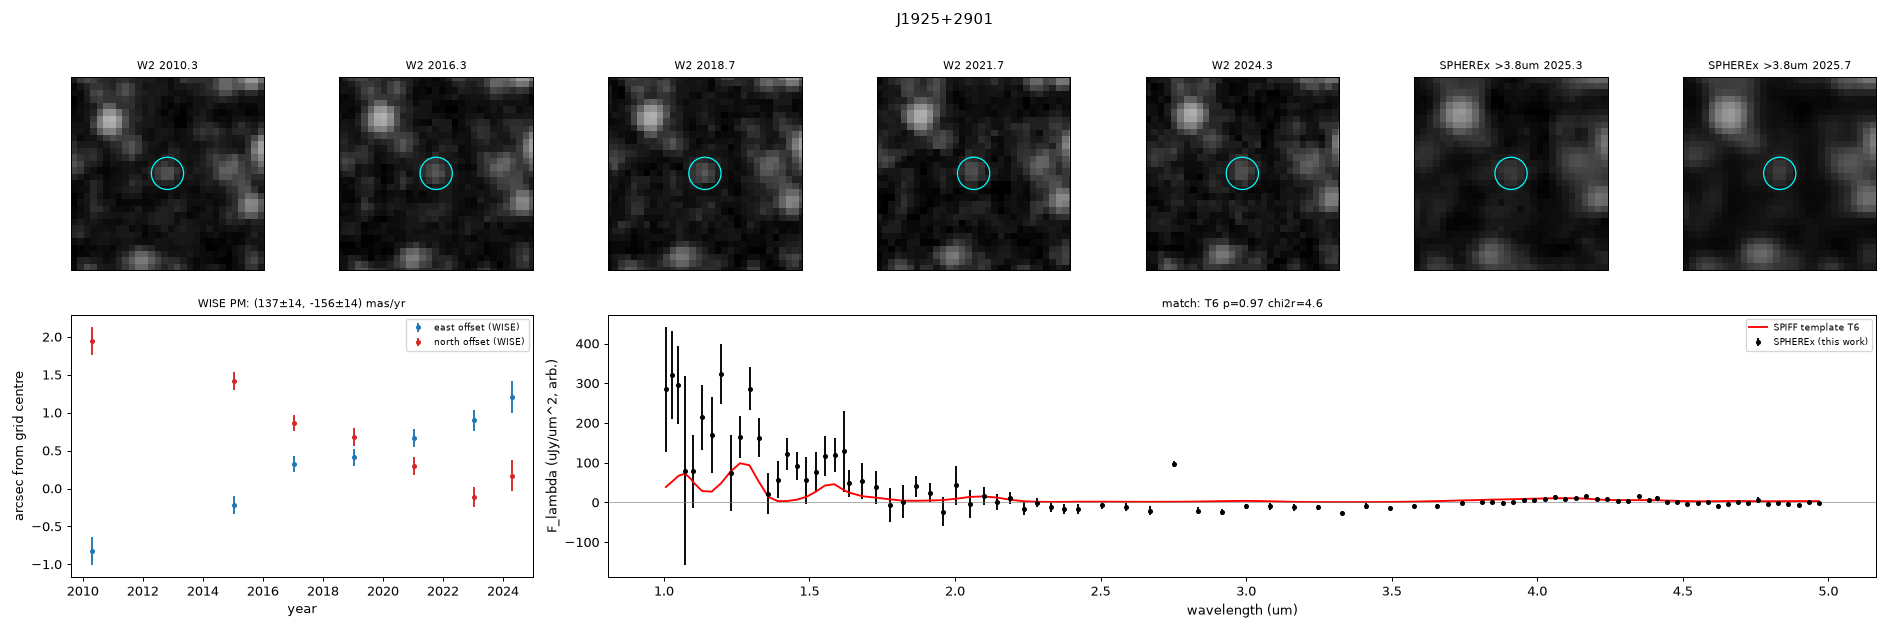 J1925+2901
W2 2010.3
W2 2016.3
W2 2018.7
W2 2021.7
W2 2024.3
SPHEREx >3.8um 2025.3
SPHEREx >3.8um 2025.7
WISE PM: (137±14, -156±14) mas/yr
east offset (WISE)
north offset (WISE)
arcsec from grid centre
2.0
1.5
1.0
0.5
0.0
−0.5
−1.0
2010
2012
2014
2016
2018
2020
2022
2024
year
match: T6 p=0.97 chi2r=4.6
SPIFF template T6
SPHEREx (this work)
F_lambda (uJy/um^2, arb.)
400
300
200
100
0
−100
1.0
1.5
2.0
2.5
3.0
3.5
4.0
4.5
5.0
wavelength (um)